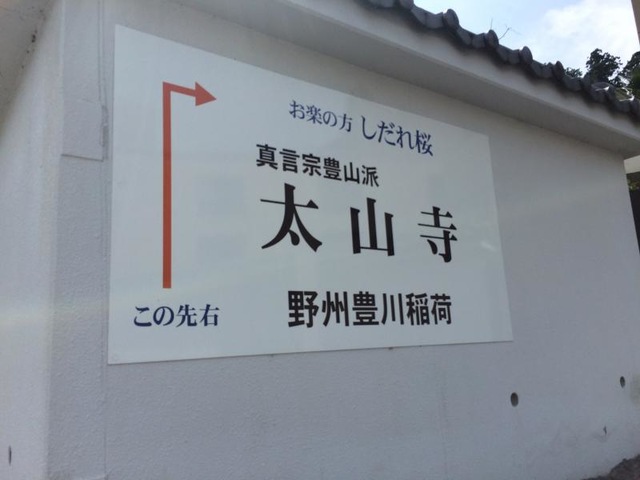 お楽の方 しだれ桜
真言宗豊山派
太山寺
野州豊川稲荷
この先右